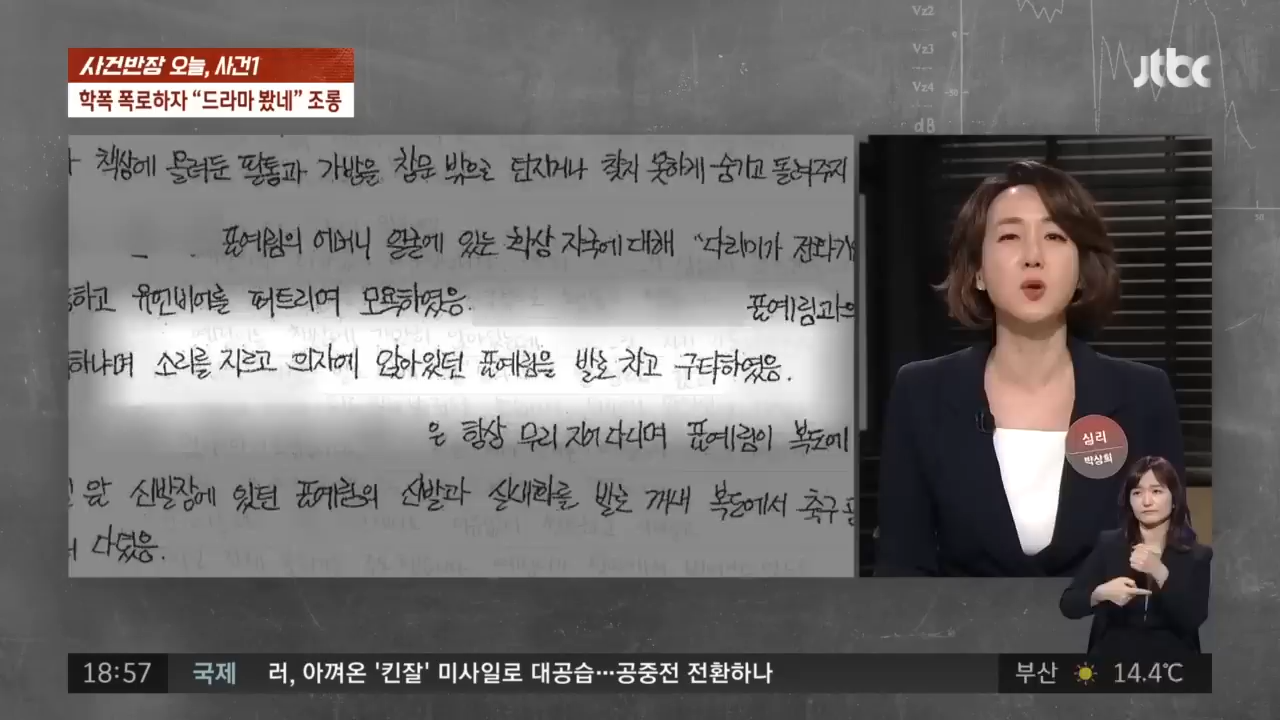 사건반장 오늘, 사건1
학폭 폭로하자 “드라마 봤네” 조롱
jtbc
Vz2
Vz3
Vz4
dB
책상에 올려둔 필통과 가방을 창문 밖으로 던지거나 찾지 못하게 숨기고 돌려주지
표예림의 어머니 얼굴에 있는 화상 자국에 대해 “다리미가 전화기
하고 유언비어를 퍼트리며 모욕하였음.
표예림과의
하냐며 소리를 지르고 의자에 앉아있던 표예림을 발로 차고 구타하였음.
은 항상 무리 지어 다니며 표예림이 복도에
앞 신발장에 있던 표예림의 신발과 실내화를 발로 꺼내 복도에서 축구
다녔음.
심리
박상희
18:57 국제 러, 아껴온 '킨잘' 미사일로 대공습…공중전 전환하나 부산 14.4℃